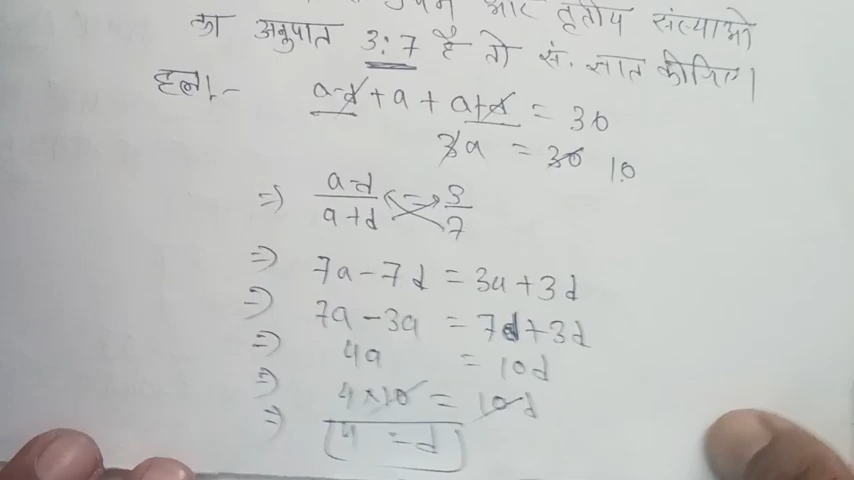 और तृतीय संख्याओ
का अनुपात 3:7 है तो सं. ज्ञात कीजिए।
हल:- a-d + a + a+d = 30
3a = 30 10
=> a-d/a+d = 3/7
=> 7a - 7d = 3a + 3d
=> 7a - 3a = 7d + 3d
=> 4a = 10d
=> 4 × 10 = 10d
=> 4 = d